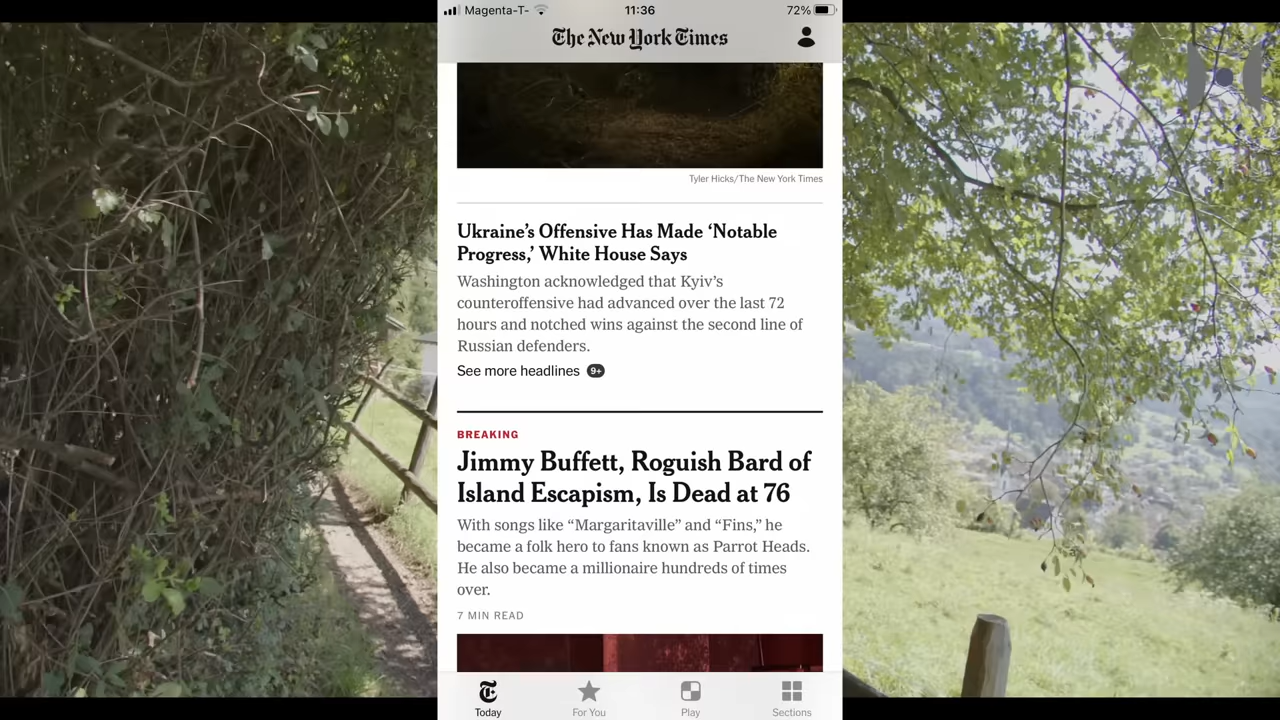 Magenta-T-
11:36
72%
The New York Times
Tyler Hicks/The New York Times
Ukraine’s Offensive Has Made ‘Notable
Progress,’ White House Says
Washington acknowledged that Kyiv’s
counteroffensive had advanced over the last 72
hours and notched wins against the second line of
Russian defenders.
See more headlines 9+
BREAKING
Jimmy Buffett, Roguish Bard of
Island Escapism, Is Dead at 76
With songs like “Margaritaville” and “Fins,” he
became a folk hero to fans known as Parrot Heads.
He also became a millionaire hundreds of times
over.
7 MIN READ
Today
For You
Play
Sections